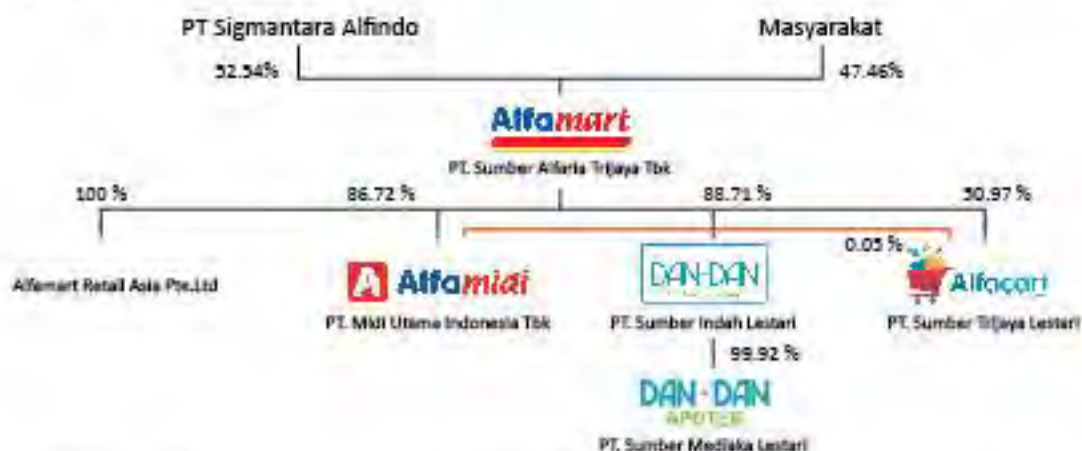 PT Sigmantara Alfindo
Masyarakat
52.54%
47.46%
Alfamart
PT. Sumber Alfaria Trijaya Tbk
100 %
86.72 %
88.71 %
30.97 %
0.05 %
Alfamart Retail Asia Pte.Ltd
A Alfamidi
DAN-DAN
Alfacart
PT. Midi Utama Indonesia Tbk
PT. Sumber Indah Lestari
PT. Sumber Trijaya Lestari
99.92 %
DAN-DAN
APOTEK
PT. Sumber Medika Lestari